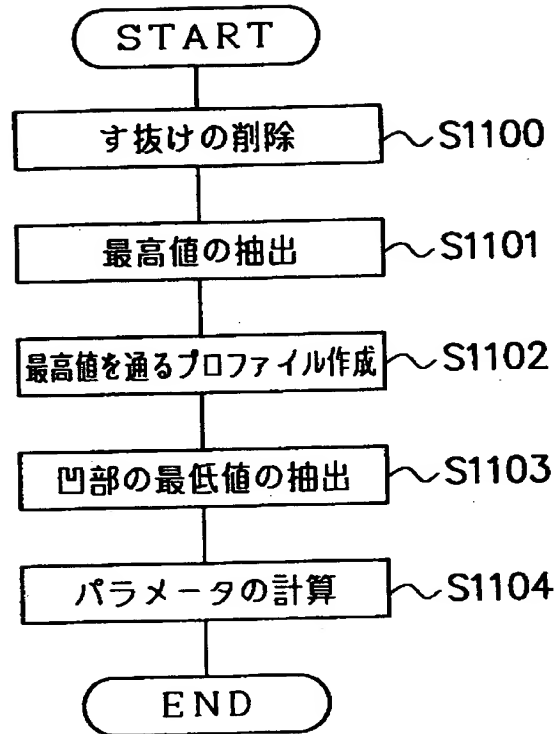 START
す抜けの削除
S1100
最高値の抽出
S1101
最高値を通るプロファイル作成
S1102
凹部の最低値の抽出
S1103
パラメータの計算
S1104
END